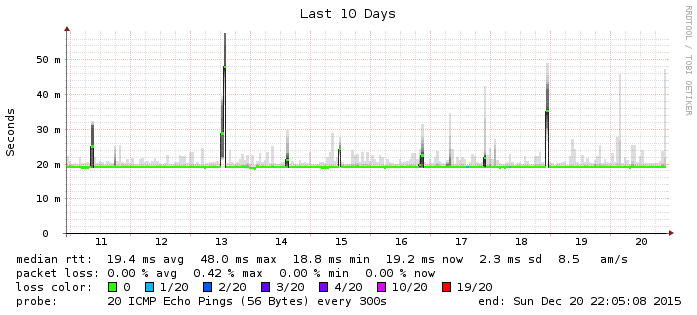 Last 10 Days
RRDTOOL / TOBI OETIKER
Seconds
50 m
40 m
30 m
20 m
10 m
0
11 12 13 14 15 16 17 18 19 20
median rtt: 19.4 ms avg 48.0 ms max 18.8 ms min 19.2 ms now 2.3 ms sd 8.5 am/s
packet loss: 0.00 % avg 0.42 % max 0.00 % min 0.00 % now
loss color: 0 1/20 2/20 3/20 4/20 10/20 19/20
probe: 20 ICMP Echo Pings (56 Bytes) every 300s end: Sun Dec 20 22:05:08 2015